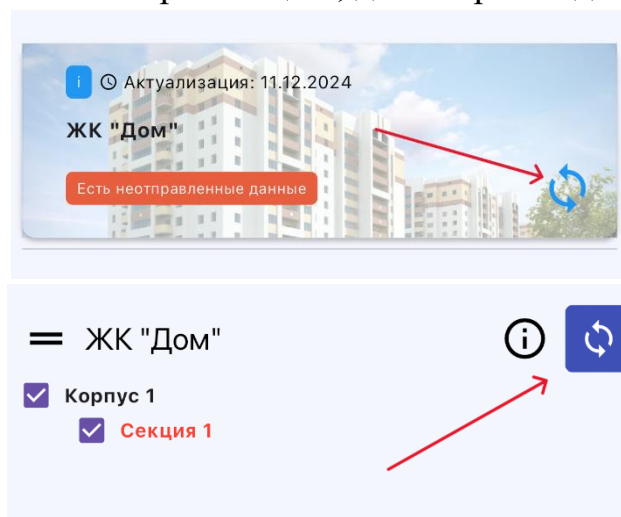 i Актуализация: 11.12.2024
ЖК "Дом"
Есть неотправленные данные
ЖК "Дом"
Корпус 1
Секция 1